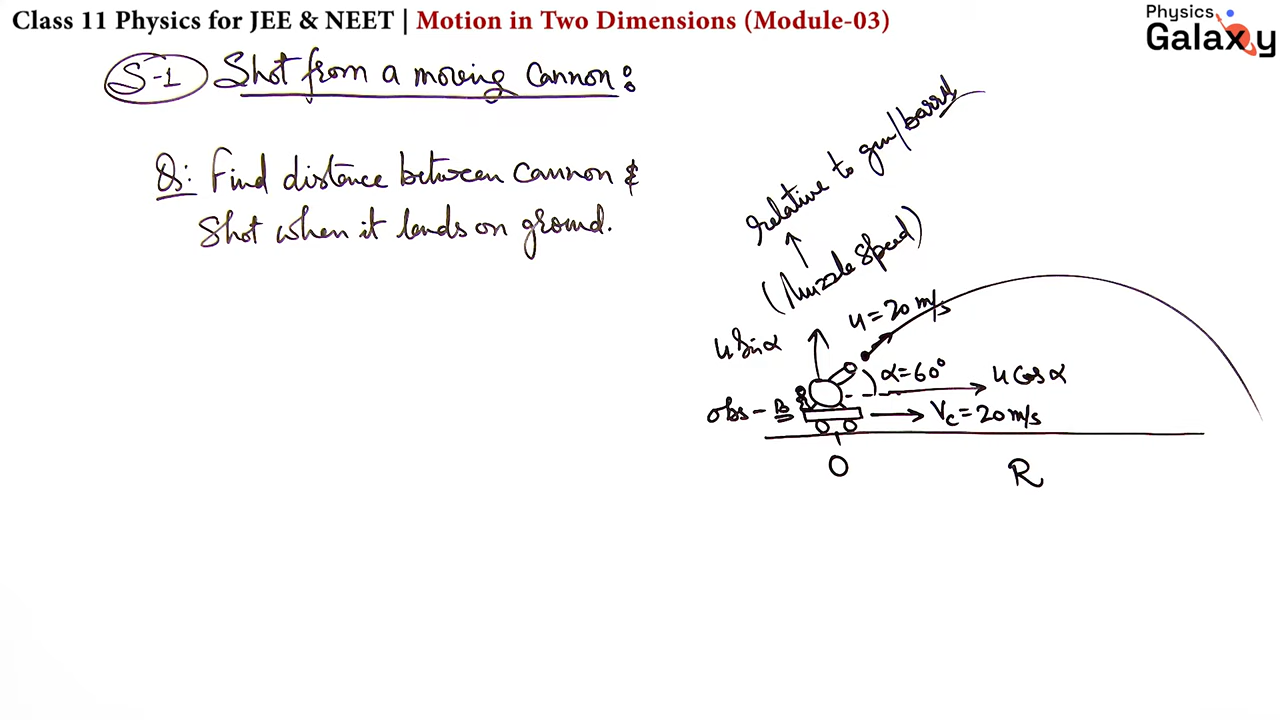 Class 11 Physics for JEE & NEET | Motion in Two Dimensions (Module-03)
Physics
Galaxy
S-1 Shot from a moving Cannon:
Q: Find distance between Cannon &
Shot when it lands on ground.
relative to gun/barrel
(Muzzle Speed)
u = 20 m/s
u sin α
α = 60°
u cos α
obs - B
Vc = 20 m/s
O
R